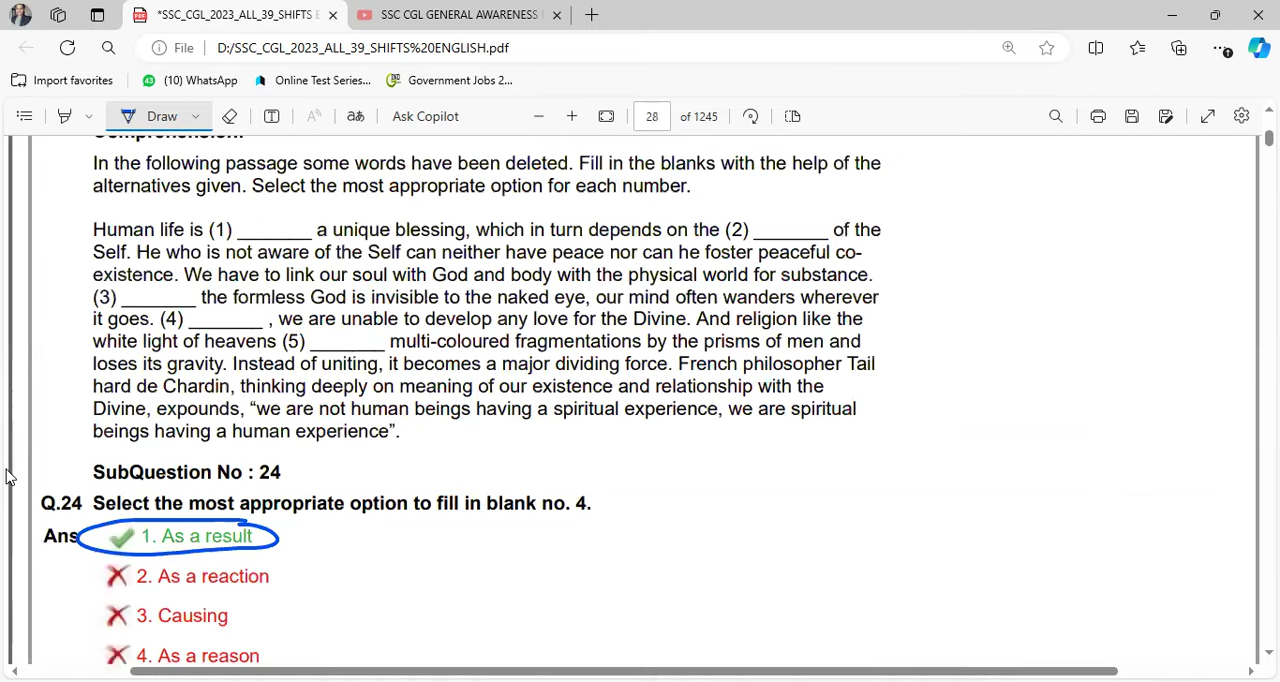 *SSC_CGL_2023_ALL_39_SHIFTS E
SSC CGL GENERAL AWARENESS
File
D:/SSC_CGL_2023_ALL_39_SHIFTS%20ENGLISH.pdf
Import favorites
43
(10) WhatsApp
Online Test Series...
Government Jobs 2...
Draw
aあ
Ask Copilot
28
of 1245
Comprehension:
In the following passage some words have been deleted. Fill in the blanks with the help of the
alternatives given. Select the most appropriate option for each number.
Human life is (1) _______ a unique blessing, which in turn depends on the (2) _______ of the
Self. He who is not aware of the Self can neither have peace nor can he foster peaceful co-
existence. We have to link our soul with God and body with the physical world for substance.
(3) _______ the formless God is invisible to the naked eye, our mind often wanders wherever
it goes. (4) _______ , we are unable to develop any love for the Divine. And religion like the
white light of heavens (5) _______ multi-coloured fragmentations by the prisms of men and
loses its gravity. Instead of uniting, it becomes a major dividing force. French philosopher Tail
hard de Chardin, thinking deeply on meaning of our existence and relationship with the
Divine, expounds, “we are not human beings having a spiritual experience, we are spiritual
beings having a human experience”.
SubQuestion No : 24
Q.24 Select the most appropriate option to fill in blank no. 4.
Ans 1. As a result
2. As a reaction
3. Causing
4. As a reason